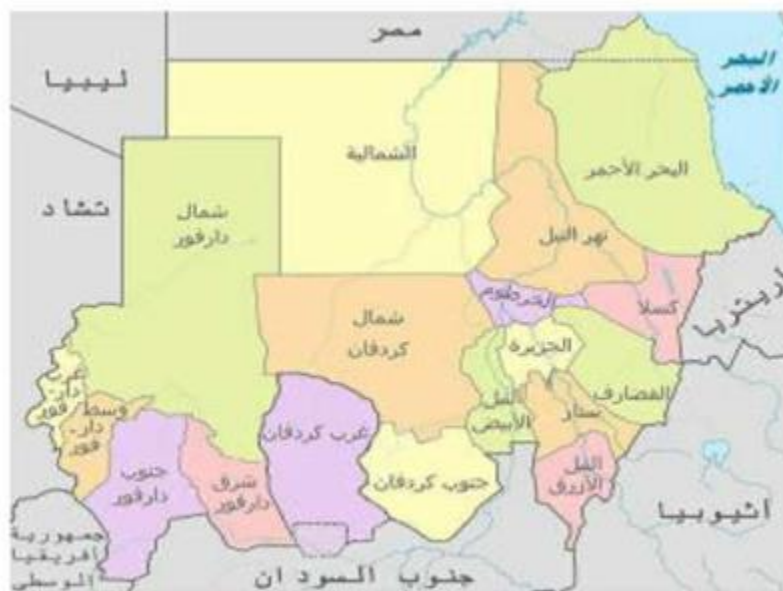 مصر
البحر
الأحمر
ليبيا
الشمالية
البحر الأحمر
تشاد
شمال
دارفور
نهر النيل
الخرطوم
كسلا
اريتريا
شمال
كردفان
الجزيرة
القضارف
النيل
الأبيض
سنار
غرب
دار-
فور
وسط
دار-
فور
غرب كردفان
جنوب
دارفور
شرق
دارفور
جنوب كردفان
النيل
الأزرق
اثيوبيا
جمهورية
افريقيا
الوسطى
جنوب السودان